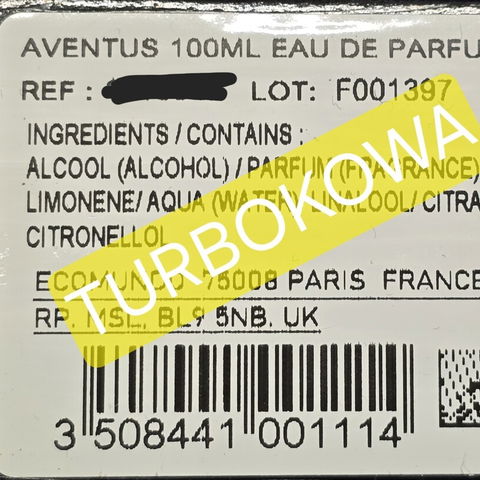 AVENTUS 100ML EAU DE PARFU
REF : LOT: F001397
INGREDIENTS / CONTAINS :
ALCOOL (ALCOHOL) / PARFUM (FRAGRANCE)
LIMONENE/ AQUA (WATER) LINALOOL/ CITRA
CITRONELLOL
ECOMUNDO 75008 PARIS FRANCE
RP. MSL, BL9 5NB. UK
3 508441 001114
TURBOKOWA